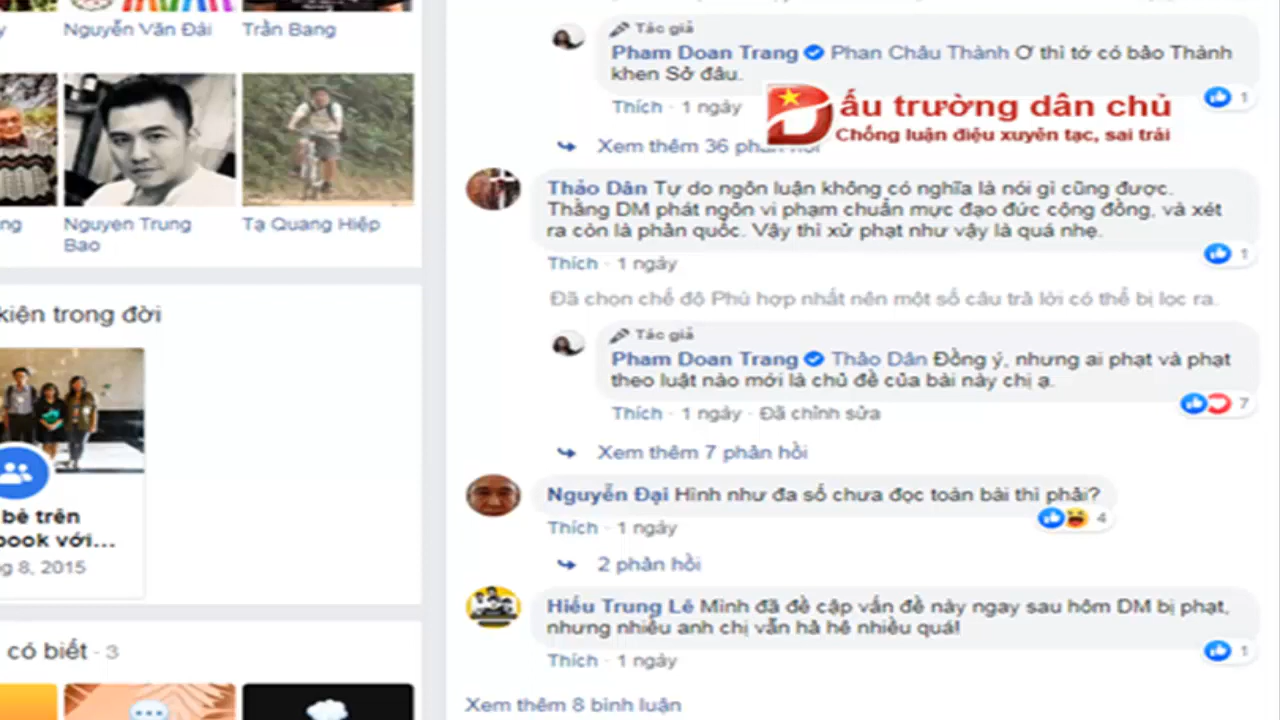 Nguyễn Văn Đài
Trần Bang
Nguyen Trung
Bao
Tạ Quang Hiệp
kiện trong đời
bè trên
book với...
g 8, 2015
có biết · 3
Tác giả
Pham Doan Trang Phan Châu Thành Ơ thì tớ có bảo Thành
khen Sở đâu.
Thích · 1 ngày
1
Dấu trường dân chủ
Chống luận điệu xuyên tạc, sai trái
Xem thêm 36 phản hồi
Thảo Dân Tự do ngôn luận không có nghĩa là nói gì cũng được.
Thằng DM phát ngôn vi phạm chuẩn mực đạo đức cộng đồng, và xét
ra còn là phản quốc. Vậy thì xử phạt như vậy là quá nhẹ.
1
Thích · 1 ngày
Đã chọn chế độ Phù hợp nhất nên một số câu trả lời có thể bị lọc ra.
Tác giả
Pham Doan Trang Thảo Dân Đồng ý, nhưng ai phạt và phạt
theo luật nào mới là chủ đề của bài này chị ạ.
7
Thích · 1 ngày · Đã chỉnh sửa
Xem thêm 7 phản hồi
Nguyễn Đại Hình như đa số chưa đọc toàn bài thì phải?
4
Thích · 1 ngày
2 phản hồi
Hiếu Trung Lê Mình đã đề cập vấn đề này ngay sau hôm DM bị phạt,
nhưng nhiều anh chị vẫn hả hê nhiều quá!
1
Thích · 1 ngày
Xem thêm 8 bình luận